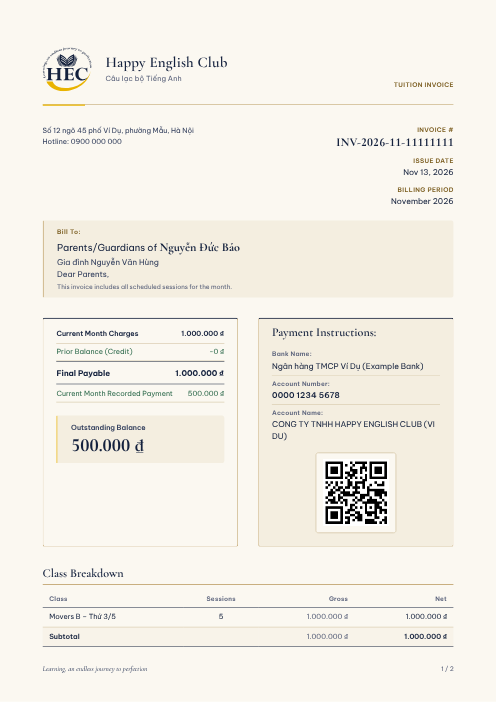 HEC
Happy English Club
Câu lạc bộ Tiếng Anh
TUITION INVOICE
Số 12 ngõ 45 phố Ví Dụ, phường Mẫu, Hà Nội
Hotline: 0900 000 000
INVOICE #
INV-2026-11-11111111
ISSUE DATE
Nov 13, 2026
BILLING PERIOD
November 2026
Bill To:
Parents/Guardians of Nguyễn Đức Bảo
Gia đình Nguyễn Văn Hùng
Dear Parents,
This invoice includes all scheduled sessions for the month.
Current Month Charges 1.000.000 ₫
Prior Balance (Credit) -0 ₫
Final Payable 1.000.000 ₫
Current Month Recorded Payment 500.000 ₫
Outstanding Balance
500.000 ₫
Payment Instructions:
Bank Name:
Ngân hàng TMCP Ví Dụ (Example Bank)
Account Number:
0000 1234 5678
Account Name:
CONG TY TNHH HAPPY ENGLISH CLUB (VI
DU)
Class Breakdown
Class Sessions Gross Net
Movers B – Thứ 3/5 5 1.000.000 ₫ 1.000.000 ₫
Subtotal 1.000.000 ₫ 1.000.000 ₫
Learning, an endless journey to perfection
1 / 2